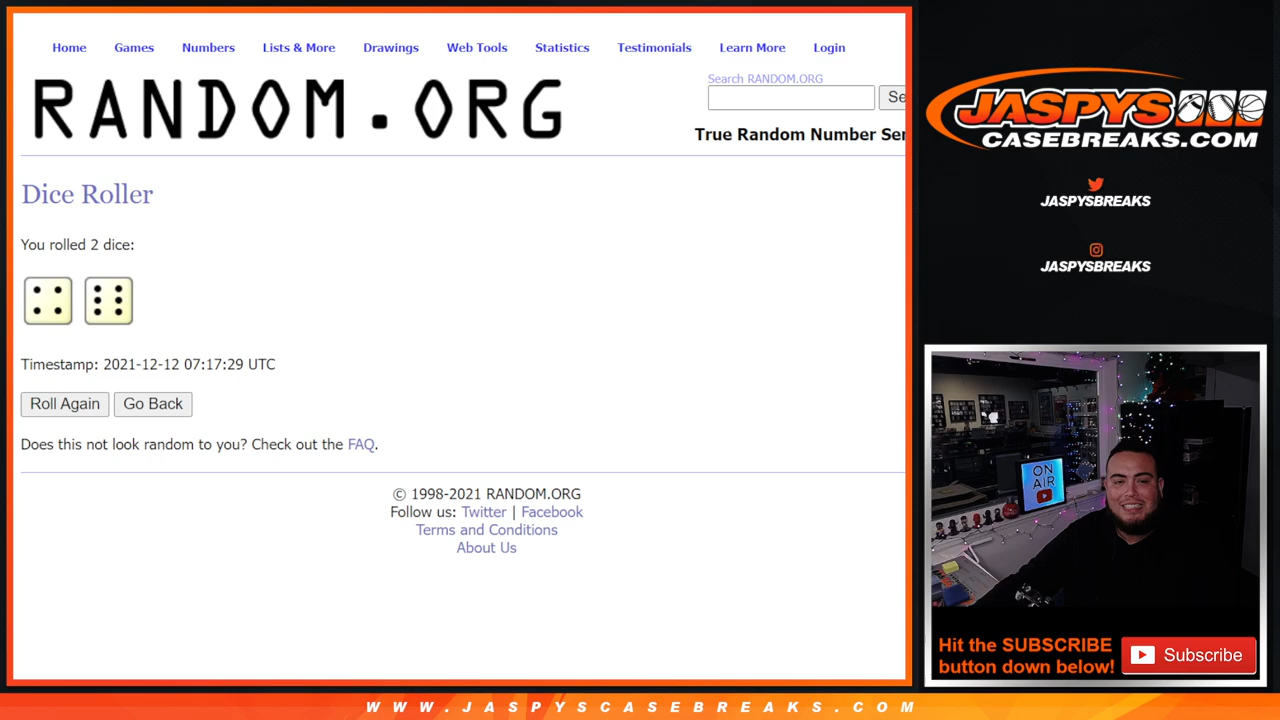 Home Games Numbers Lists & More Drawings Web Tools Statistics Testimonials Learn More Login
RANDOM.ORG
Search RANDOM.ORG
Se
True Random Number Ser
Dice Roller
You rolled 2 dice:
Timestamp: 2021-12-12 07:17:29 UTC
Roll Again Go Back
Does this not look random to you? Check out the FAQ.
© 1998-2021 RANDOM.ORG
Follow us: Twitter | Facebook
Terms and Conditions
About Us
JASPYS
CASEBREAKS.COM
JASPYSBREAKS
JASPYSBREAKS
ON
AIR
Hit the SUBSCRIBE
button down below!
Subscribe
WWW.JASPYSCASEBREAKS.COM